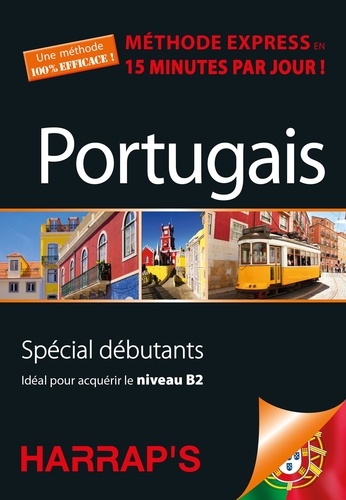 Une méthode
100% EFFICACE !
MÉTHODE EXPRESS EN
15 MINUTES PAR JOUR !
Portugais
Spécial débutants
Idéal pour acquérir le niveau B2
HARRAP'S